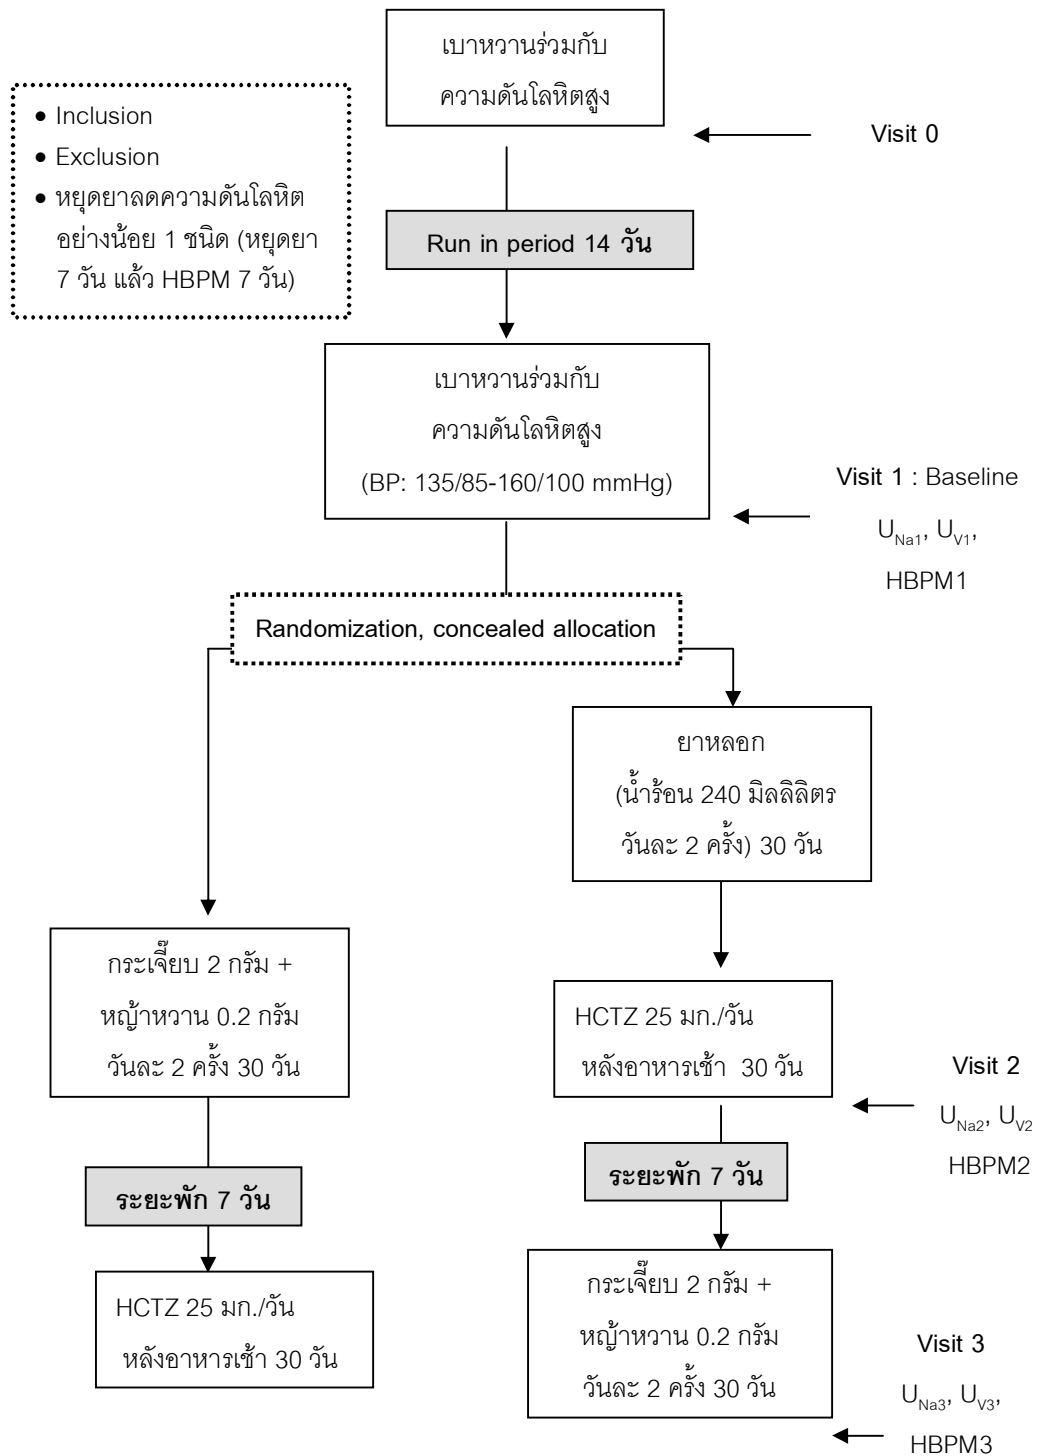 เบาหวานร่วมกับ
ความดันโลหิตสูง
• Inclusion
• Exclusion
• หยุดยาลดความดันโลหิต
อย่างน้อย 1 ชนิด (หยุดยา
7 วัน แล้ว HBPM 7 วัน)
Visit 0
Run in period 14 วัน
เบาหวานร่วมกับ
ความดันโลหิตสูง
(BP: 135/85-160/100 mmHg)
Visit 1 : Baseline
U_Na1, U_V1,
HBPM1
Randomization, concealed allocation
ยาหลอก
(น้ำร้อน 240 มิลลิลิตร
วันละ 2 ครั้ง) 30 วัน
กระเจี๊ยบ 2 กรัม +
หญ้าหวาน 0.2 กรัม
วันละ 2 ครั้ง 30 วัน
HCTZ 25 มก./วัน
หลังอาหารเช้า 30 วัน
Visit 2
U_Na2, U_V2
HBPM2
ระยะพัก 7 วัน
ระยะพัก 7 วัน
HCTZ 25 มก./วัน
หลังอาหารเช้า 30 วัน
กระเจี๊ยบ 2 กรัม +
หญ้าหวาน 0.2 กรัม
วันละ 2 ครั้ง 30 วัน
Visit 3
U_Na3, U_V3,
HBPM3